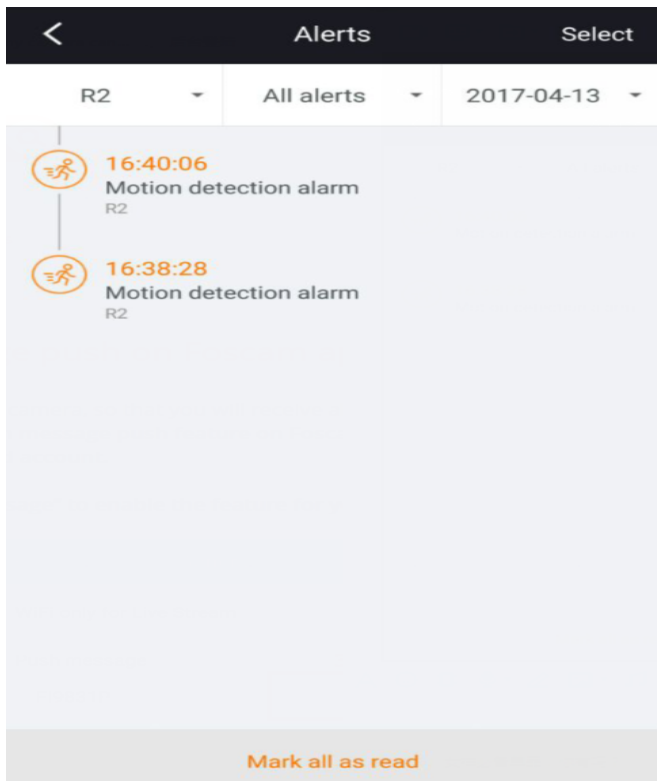 Alerts
Select
R2
All alerts
2017-04-13
16:40:06
Motion detection alarm
R2
16:38:28
Motion detection alarm
R2
Mark all as read